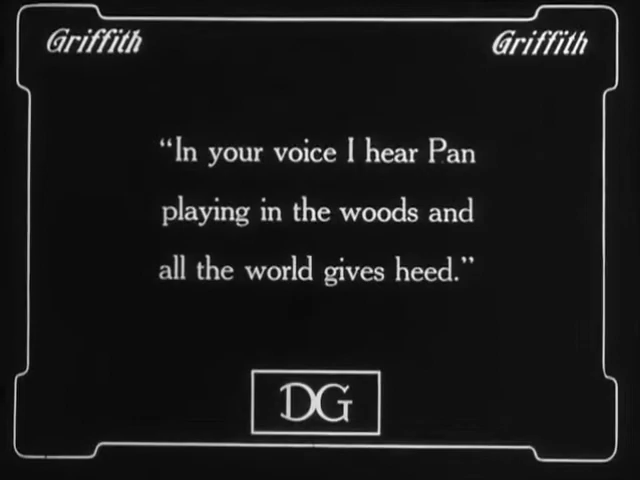 Griffith Griffith
“In your voice I hear Pan
playing in the woods and
all the world gives heed.”
DG